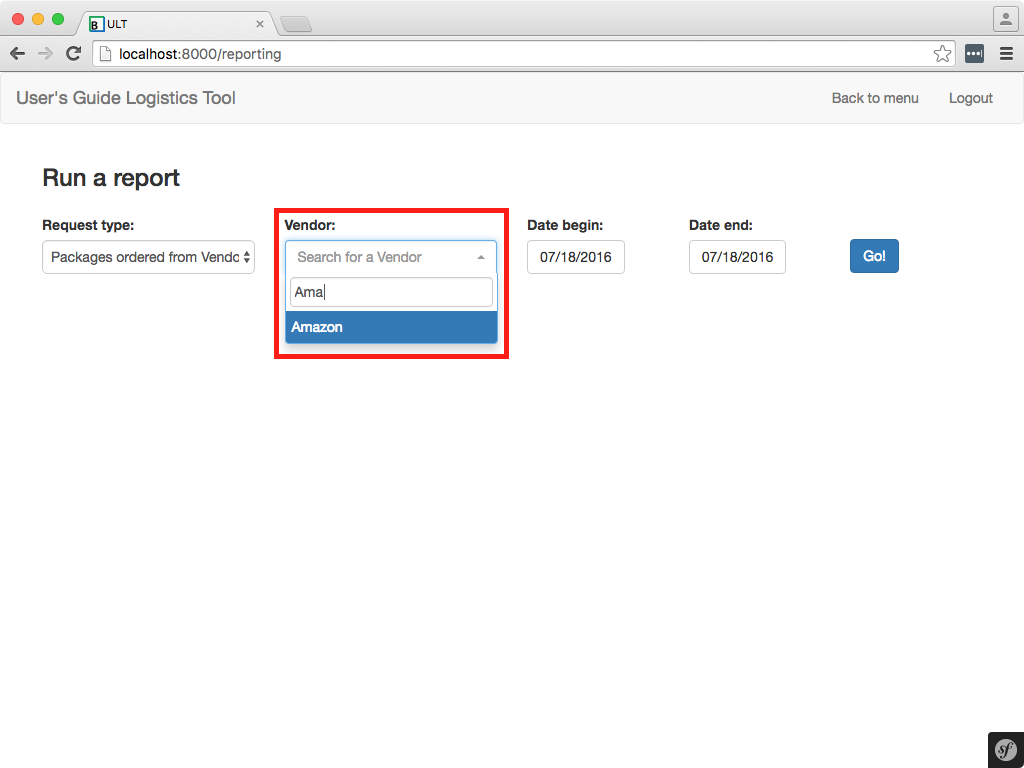 B ULT
localhost:8000/reporting
User's Guide Logistics Tool Back to menu Logout
Run a report
Request type: Vendor: Date begin: Date end:
Packages ordered from Vendo Search for a Vendor 07/18/2016 07/18/2016 Go!
Ama
Amazon
sf